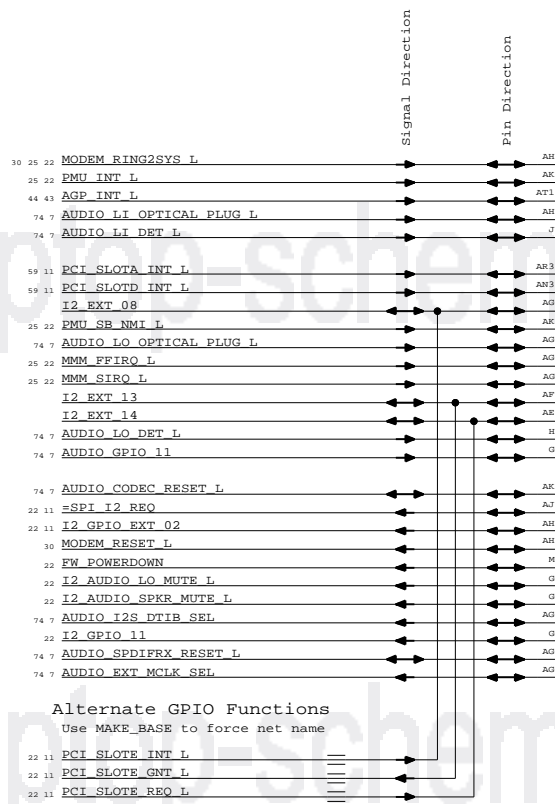 Signal Direction
Pin Direction
30 25 22 MODEM_RING2SYS_L AH
25 22 PMU_INT_L AK
44 43 AGP_INT_L AT1
74 7 AUDIO_LI_OPTICAL_PLUG_L AH
74 7 AUDIO_LI_DET_L J
59 11 PCI_SLOTA_INT_L AR3
59 11 PCI_SLOTD_INT_L AN3
I2_EXT_08 AG
25 22 PMU_SB_NMI_L AK
74 7 AUDIO_LO_OPTICAL_PLUG_L AG
25 22 MMM_FFIRQ_L AG
25 22 MMM_SIRQ_L AG
I2_EXT_13 AF
I2_EXT_14 AE
74 7 AUDIO_LO_DET_L H
74 7 AUDIO_GPIO_11 G
74 7 AUDIO_CODEC_RESET_L AK
22 11 =SPI_I2_REQ AJ
22 11 I2_GPIO_EXT_02 AH
30 MODEM_RESET_L AH
22 FW_POWERDOWN M
22 I2_AUDIO_LO_MUTE_L G
22 I2_AUDIO_SPKR_MUTE_L G
74 7 AUDIO_I2S_DTIB_SEL AG
22 I2_GPIO_11 G
74 7 AUDIO_SPDIFRX_RESET_L AG
74 7 AUDIO_EXT_MCLK_SEL AG
Alternate GPIO Functions
Use MAKE_BASE to force net name
22 11 PCI_SLOTE_INT_L
22 11 PCI_SLOTE_GNT_L
22 11 PCI_SLOTE_REQ_L
ptop-schem
ptop-schem